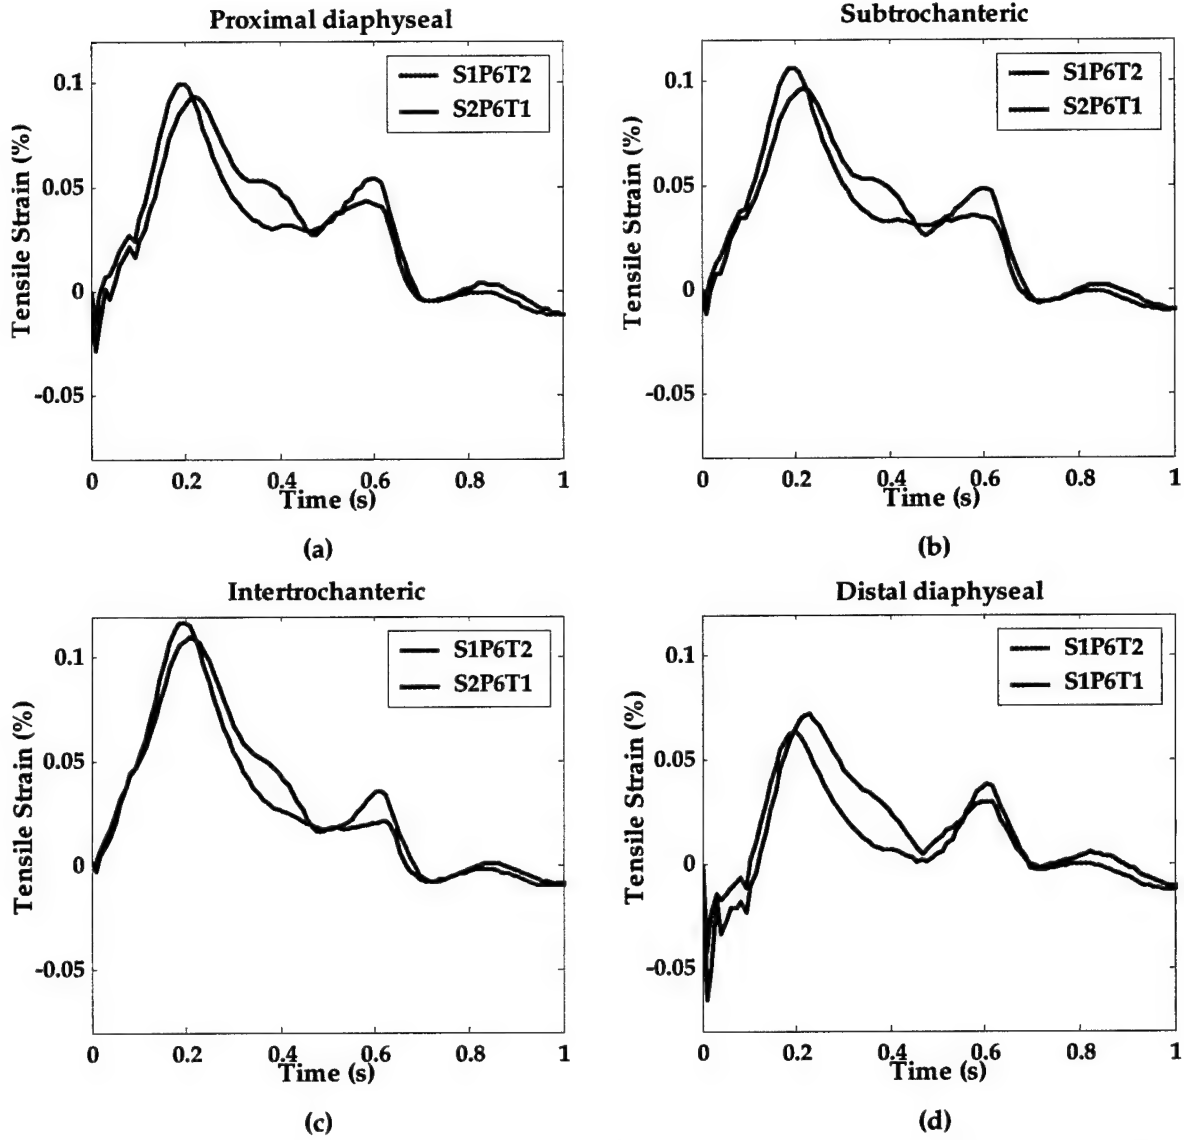 Proximal diaphyseal
S1P6T2
S2P6T1
Tensile Strain (%)
0.1
0.05
0
-0.05
0 0.2 0.4 0.6 0.8 1
Time (s)
(a)
Subtrochanteric
S1P6T2
S2P6T1
Tensile Strain (%)
0.1
0.05
0
-0.05
0 0.2 0.4 0.6 0.8 1
Time (s)
(b)
Intertrochanteric
S1P6T2
S2P6T1
Tensile Strain (%)
0.1
0.05
0
-0.05
0 0.2 0.4 0.6 0.8 1
Time (s)
(c)
Distal diaphyseal
S1P6T2
S1P6T1
Tensile Strain (%)
0.1
0.05
0
-0.05
0 0.2 0.4 0.6 0.8 1
Time (s)
(d)